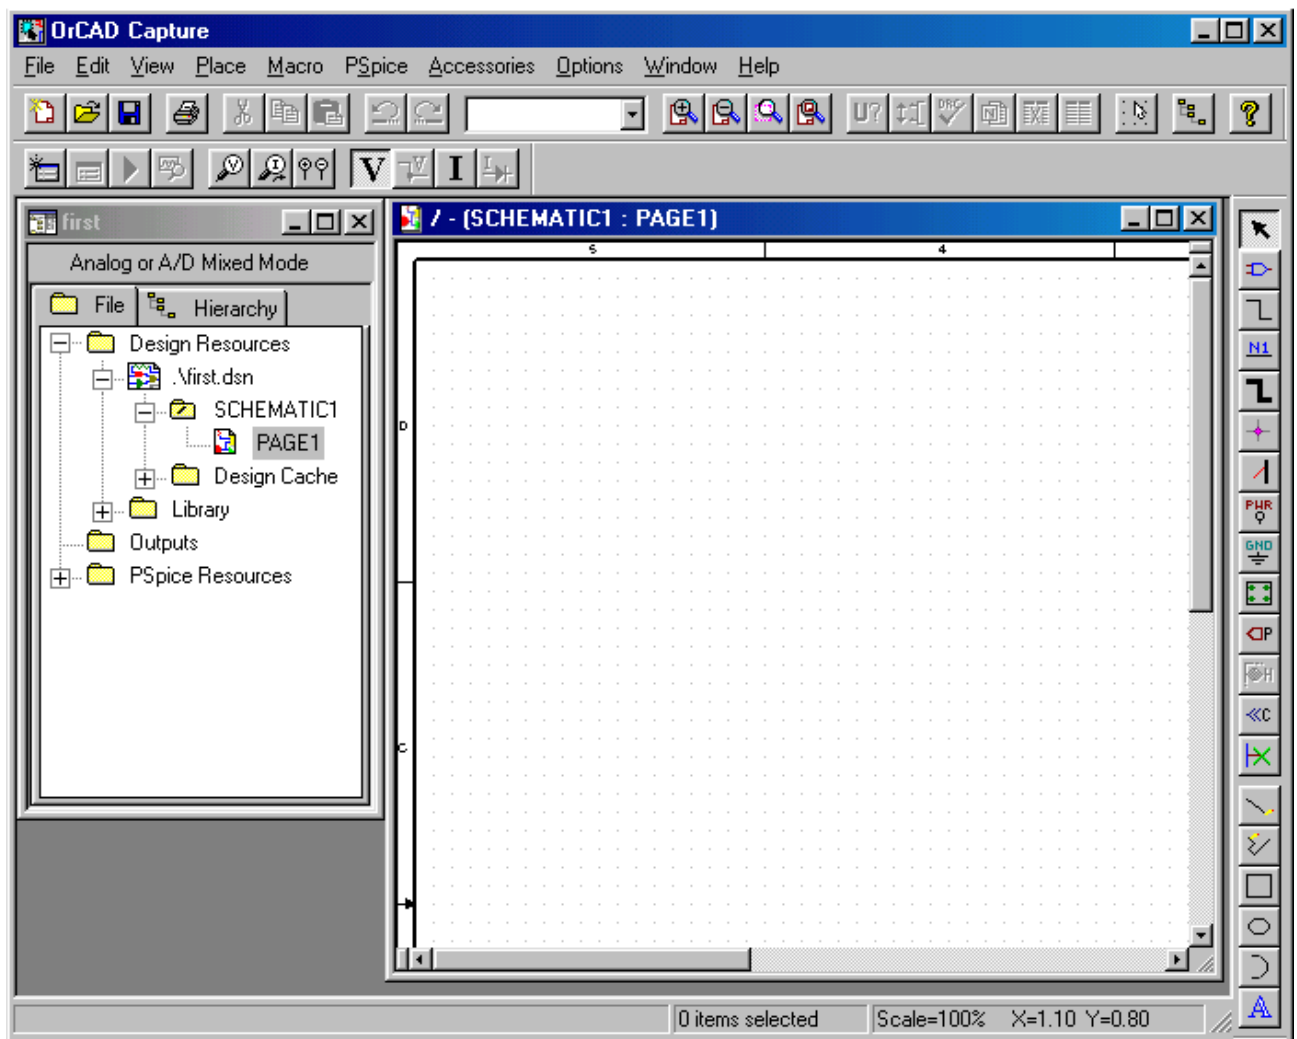 OrCAD Capture
File Edit View Place Macro PSpice Accessories Options Window Help
U? DRC
V V I I
first
/ - (SCHEMATIC1 : PAGE1)
Analog or A/D Mixed Mode
5 4
File Hierarchy
Design Resources
.\first.dsn
SCHEMATIC1
PAGE1
Design Cache
Library
Outputs
PSpice Resources
D
C
N1
PWR
GND
P
H
C
A
0 items selected Scale=100% X=1.10 Y=0.80